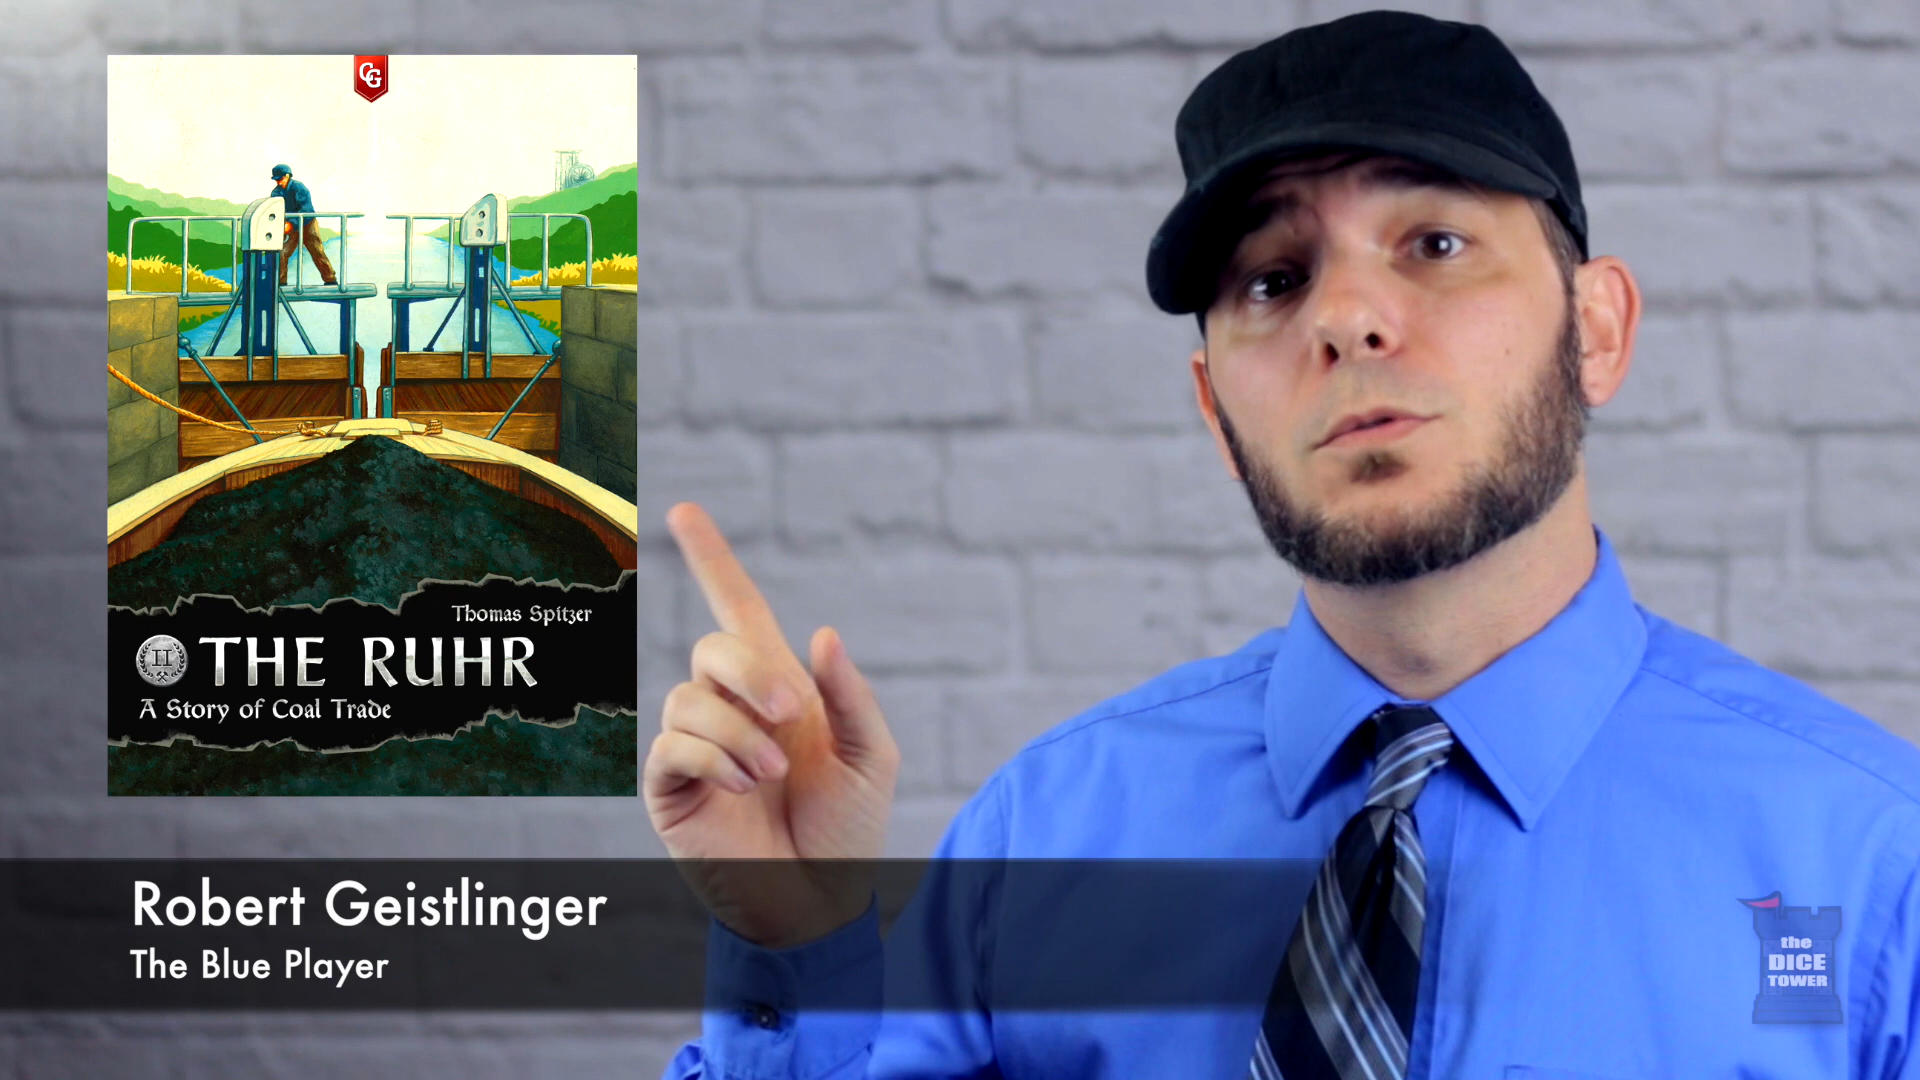 CG
Thomas Spitzer
II THE RUHR
A Story of Coal Trade
Robert Geistlinger
The Blue Player
the
DICE
TOWER